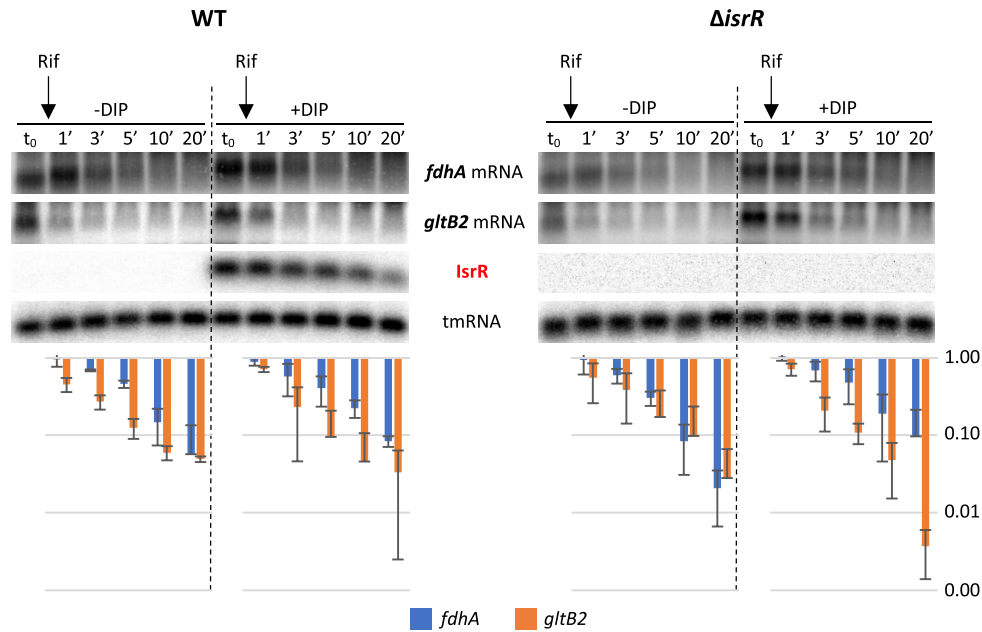 WT
ΔisrR
Rif
Rif
Rif
Rif
-DIP
+DIP
-DIP
+DIP
t0 1’ 3’ 5’ 10’ 20’ t0 1’ 3’ 5’ 10’ 20’
t0 1’ 3’ 5’ 10’ 20’ t0 1’ 3’ 5’ 10’ 20’
fdhA mRNA
gltB2 mRNA
IsrR
tmRNA
1.00
0.10
0.01
0.00
fdhA gltB2